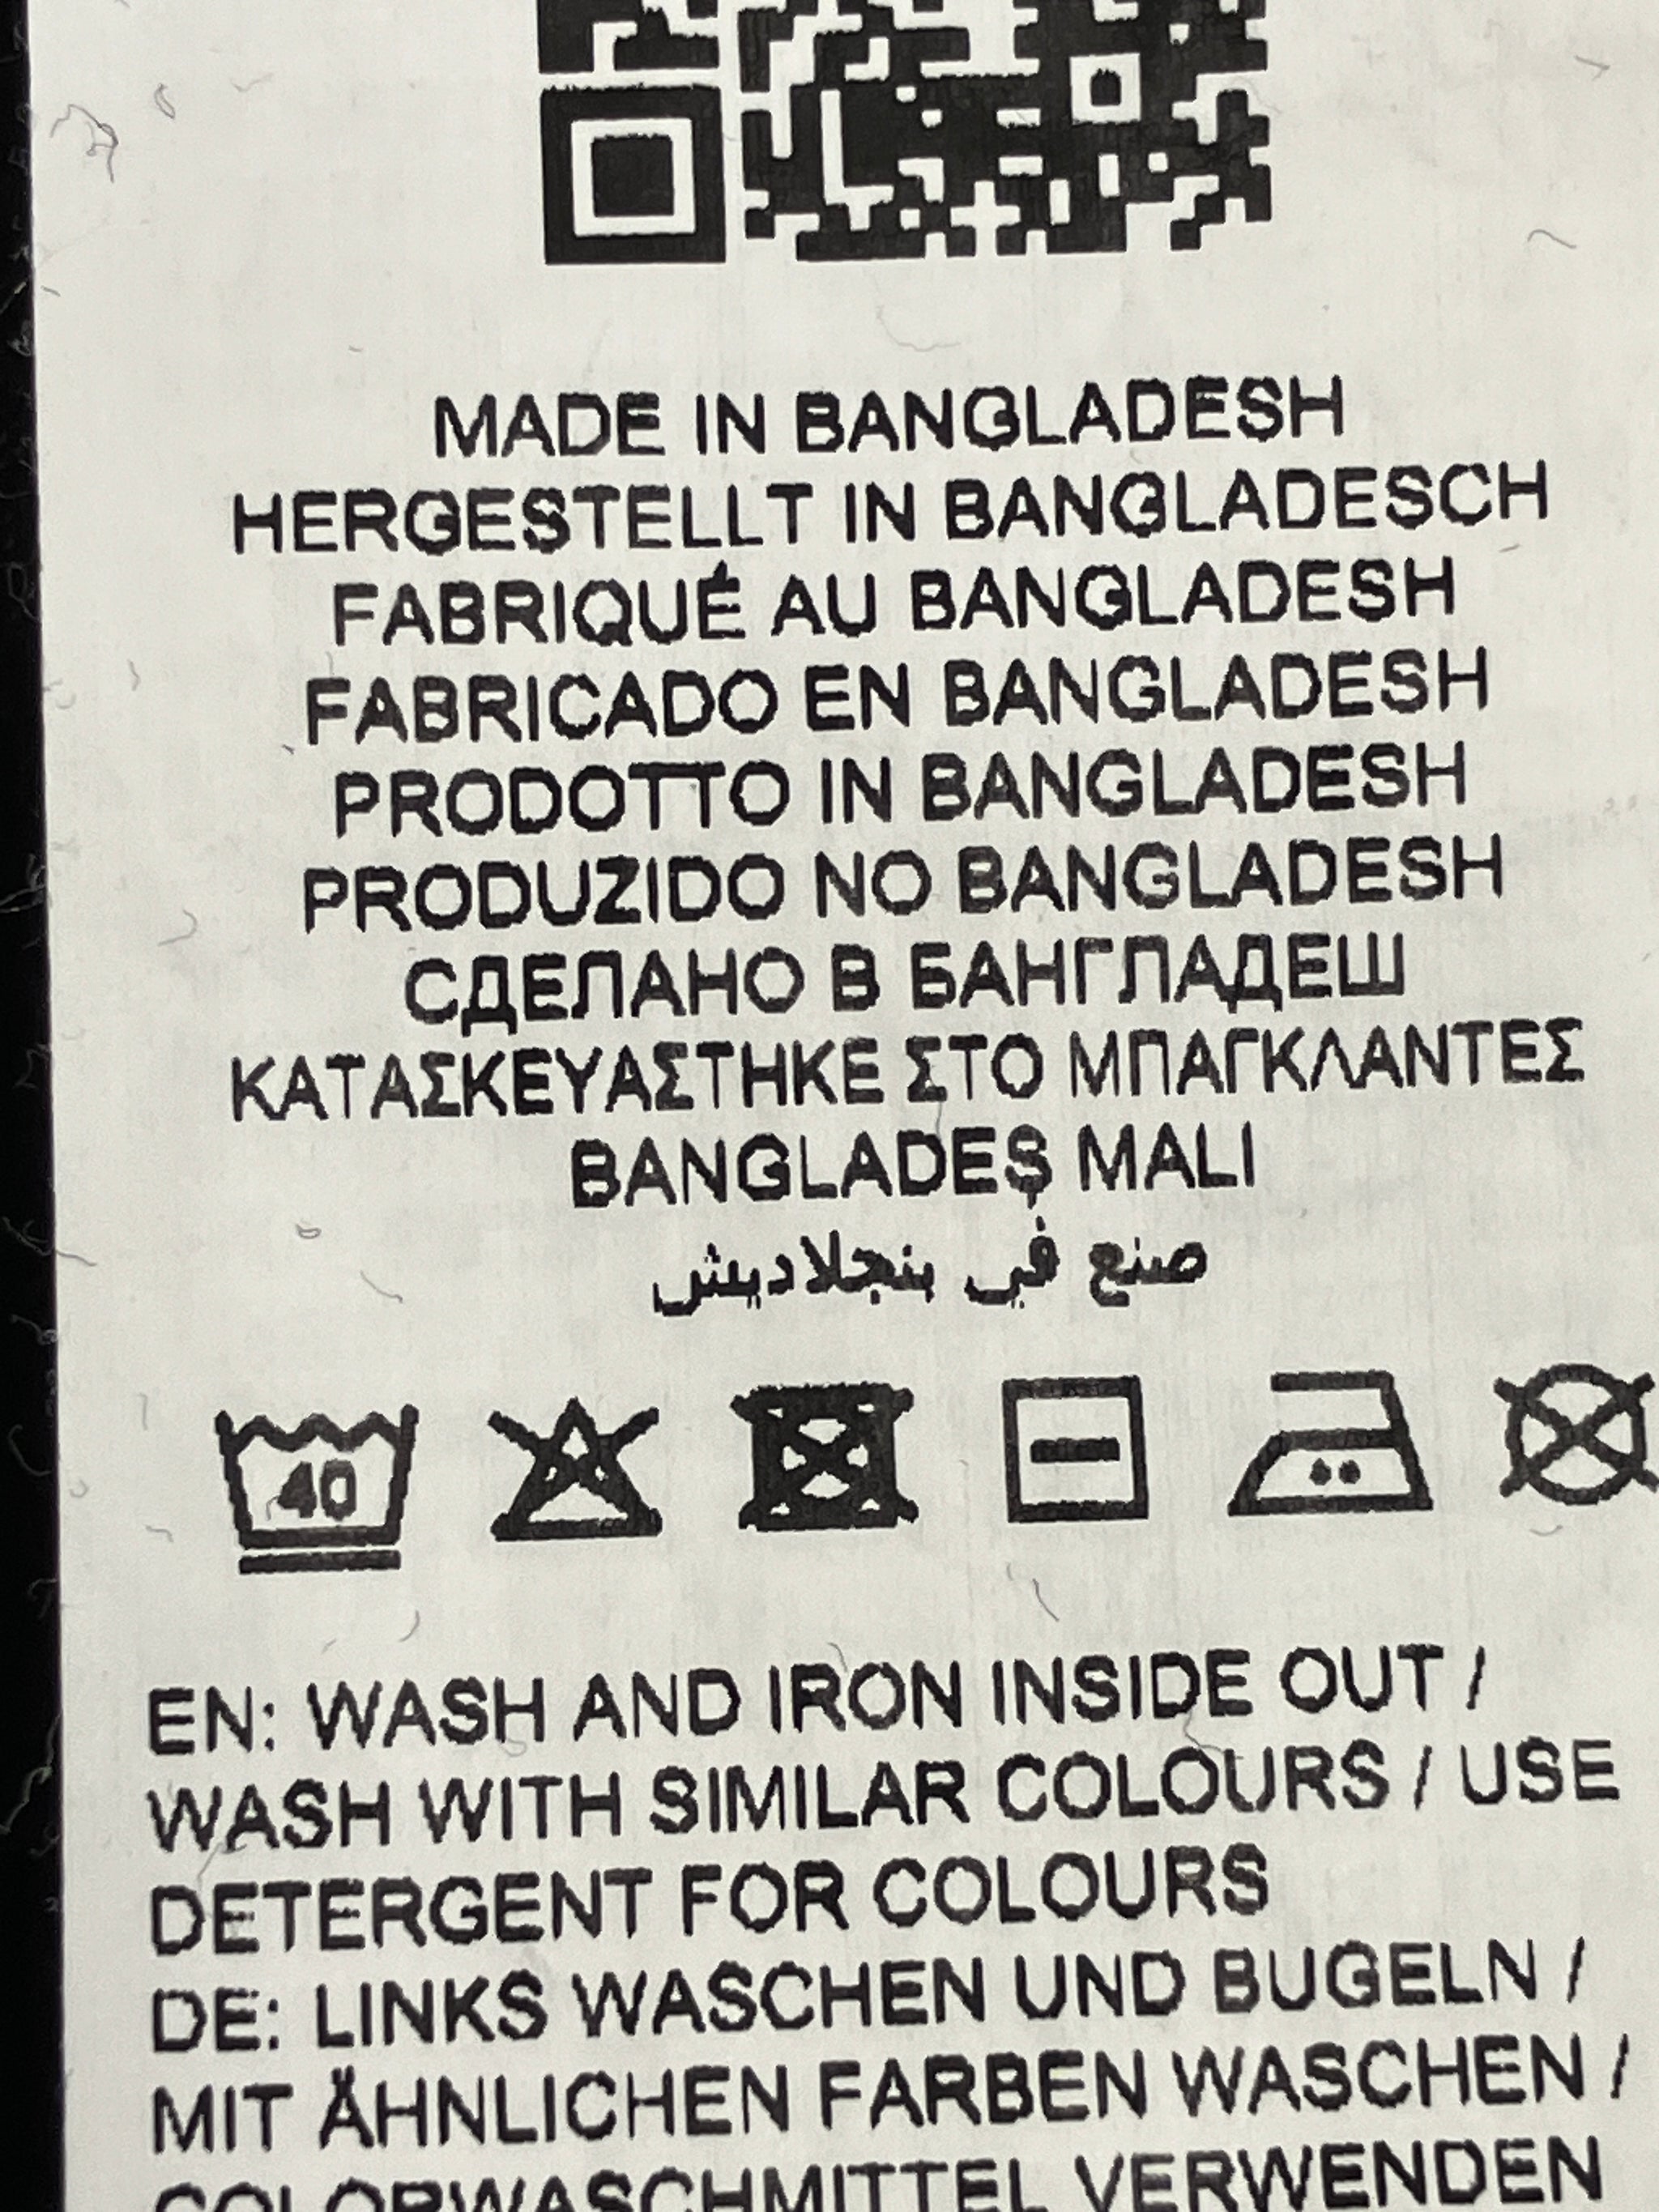 MADE IN BANGLADESH
HERGESTELLT IN BANGLADESCH
FABRIQUÉ AU BANGLADESH
FABRICADO EN BANGLADESH
PRODOTTO IN BANGLADESH
PRODUZIDO NO BANGLADESH
СДЕЛАНО В БАНГЛАДЕШ
ΚΑΤΑΣΚΕΥΑΣΤΗΚΕ ΣΤΟ ΜΠΑΓΚΛΑΝΤΕΣ
BANGLADEŞ MALI
صنع في بنجلاديش
40
EN: WASH AND IRON INSIDE OUT /
WASH WITH SIMILAR COLOURS / USE
DETERGENT FOR COLOURS
DE: LINKS WASCHEN UND BUGELN /
MIT ÄHNLICHEN FARBEN WASCHEN /
COLORWASCHMITTEL VERWENDEN